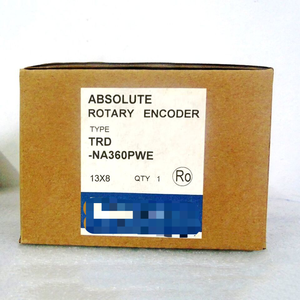 ABSOLUTE
ROTARY ENCODER
TYPE
TRD
-NA360PWE
13X8 QTY 1 Ro